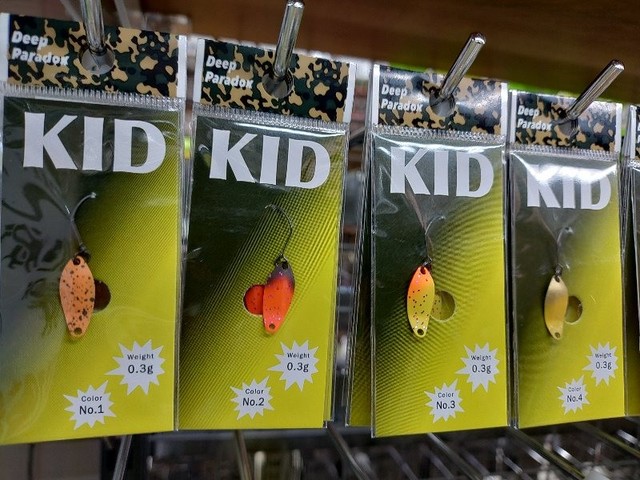 Deep
Paradox
KID
Weight
0.3g
Color
No.1
Deep
Paradox
KID
Weight
0.3g
Color
No.2
Deep
Paradox
KID
Weight
0.3g
Color
No.3
Deep
Paradox
KID
Weight
0.3g
Color
No.4